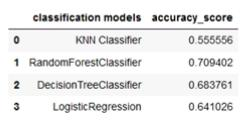 classification models accuracy_score
0 KNN Classifier 0.555556
1 RandomForestClassifier 0.709402
2 DecisionTreeClassifier 0.683761
3 LogisticRegression 0.641026